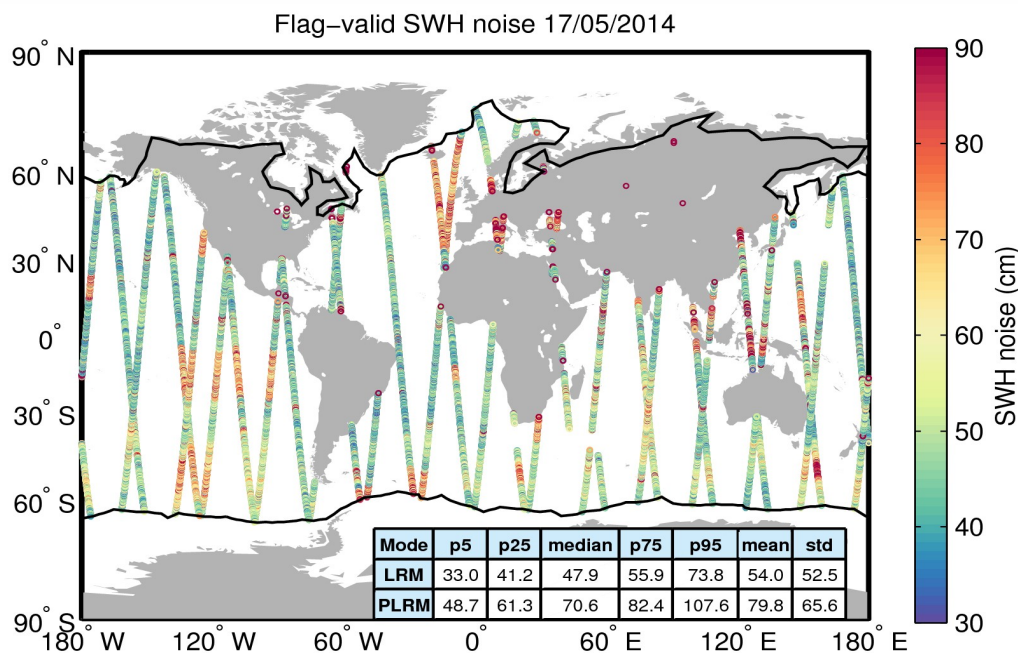 Flag−valid SWH noise 17/05/2014
90° N
60° N
30° N
0°
30° S
60° S
90° S
180° W
120° W
60° W
0°
60° E
120° E
180° E
90
80
70
60
50
40
30
SWH noise (cm)
Mode p5 p25 median p75 p95 mean std
LRM 33.0 41.2 47.9 55.9 73.8 54.0 52.5
PLRM 48.7 61.3 70.6 82.4 107.6 79.8 65.6